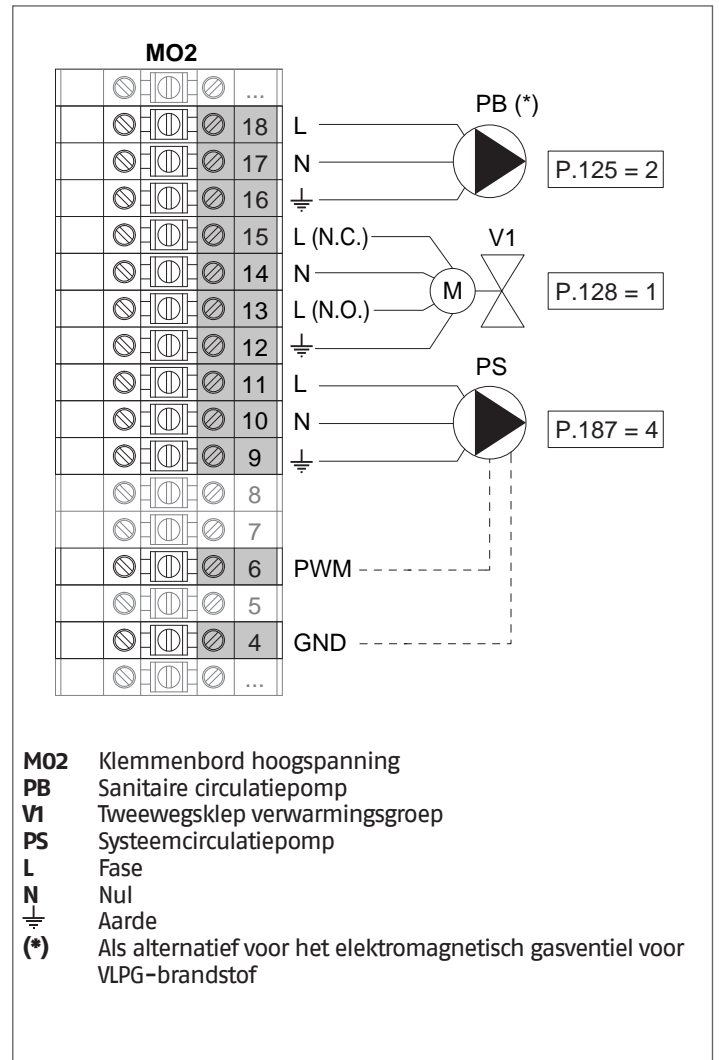 MO2
...
18 L PB (*)
17 N P.125 = 2
16 ⏚
15 L (N.C.) V1
14 N M P.128 = 1
13 L (N.O.)
12 ⏚
11 L PS
10 N P.187 = 4
9 ⏚
8
7
6 PWM
5
4 GND
...
M02 Klemmenbord hoogspanning
PB Sanitaire circulatiepomp
V1 Tweewegsklep verwarmingsgroep
PS Systeemcirculatiepomp
L Fase
N Nul
⏚ Aarde
(*) Als alternatief voor het elektromagnetisch gasventiel voor
VLPG-brandstof